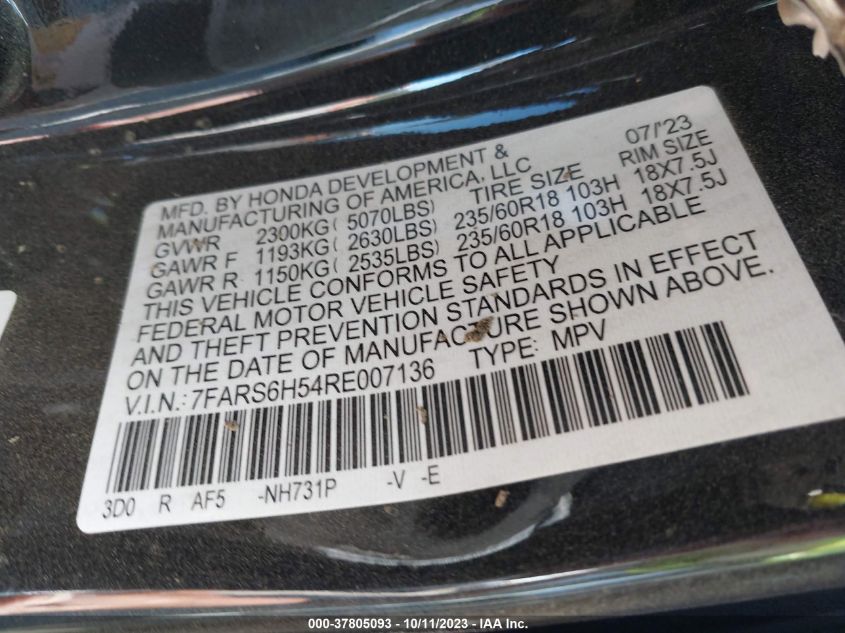 07/'23
MFD. BY HONDA DEVELOPMENT &
MANUFACTURING OF AMERICA, LLC TIRE SIZE RIM SIZE
GVWR 2300KG( 5070LBS) 235/60R18 103H 18X7.5J
GAWR F 1193KG( 2630LBS) 235/60R18 103H 18X7.5J
GAWR R 1150KG( 2535LBS)
THIS VEHICLE CONFORMS TO ALL APPLICABLE
FEDERAL MOTOR VEHICLE SAFETY
AND THEFT PREVENTION STANDARDS IN EFFECT
ON THE DATE OF MANUFACTURE SHOWN ABOVE.
V.I.N.:7FARS6H54RE007136 TYPE: MPV
3D0 R AF5 -NH731P -V -E
000-37805093 - 10/11/2023 - IAA Inc.